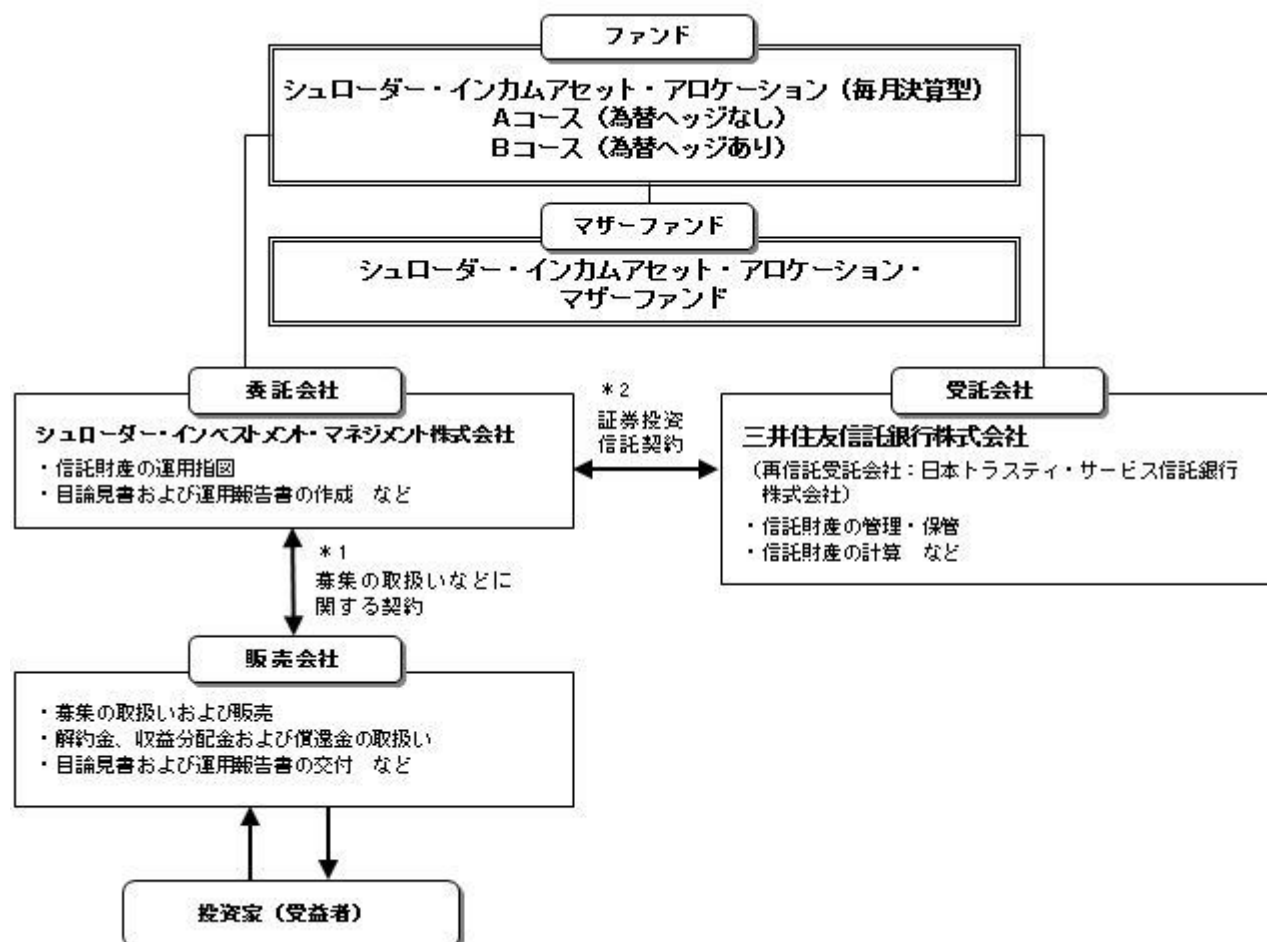 ファンド
シュローダー・インカムアセット・アロケーション（毎月決算型）
Aコース（為替ヘッジなし）
Bコース（為替ヘッジあり）
マザーファンド
シュローダー・インカムアセット・アロケーション・
マザーファンド
委託会社
シュローダー・インベストメント・マネジメント株式会社
・信託財産の運用指図
・目論見書および運用報告書の作成　など
＊2
証券投資
信託契約
受託会社
三井住友信託銀行株式会社
（再信託受託会社：日本トラスティ・サービス信託銀行
株式会社）
・信託財産の管理・保管
・信託財産の計算　など
＊1
募集の取扱いなどに
関する契約
販売会社
・募集の取扱いおよび販売
・解約金、収益分配金および償還金の取扱い
・目論見書および運用報告書の交付　など
投資家（受益者）